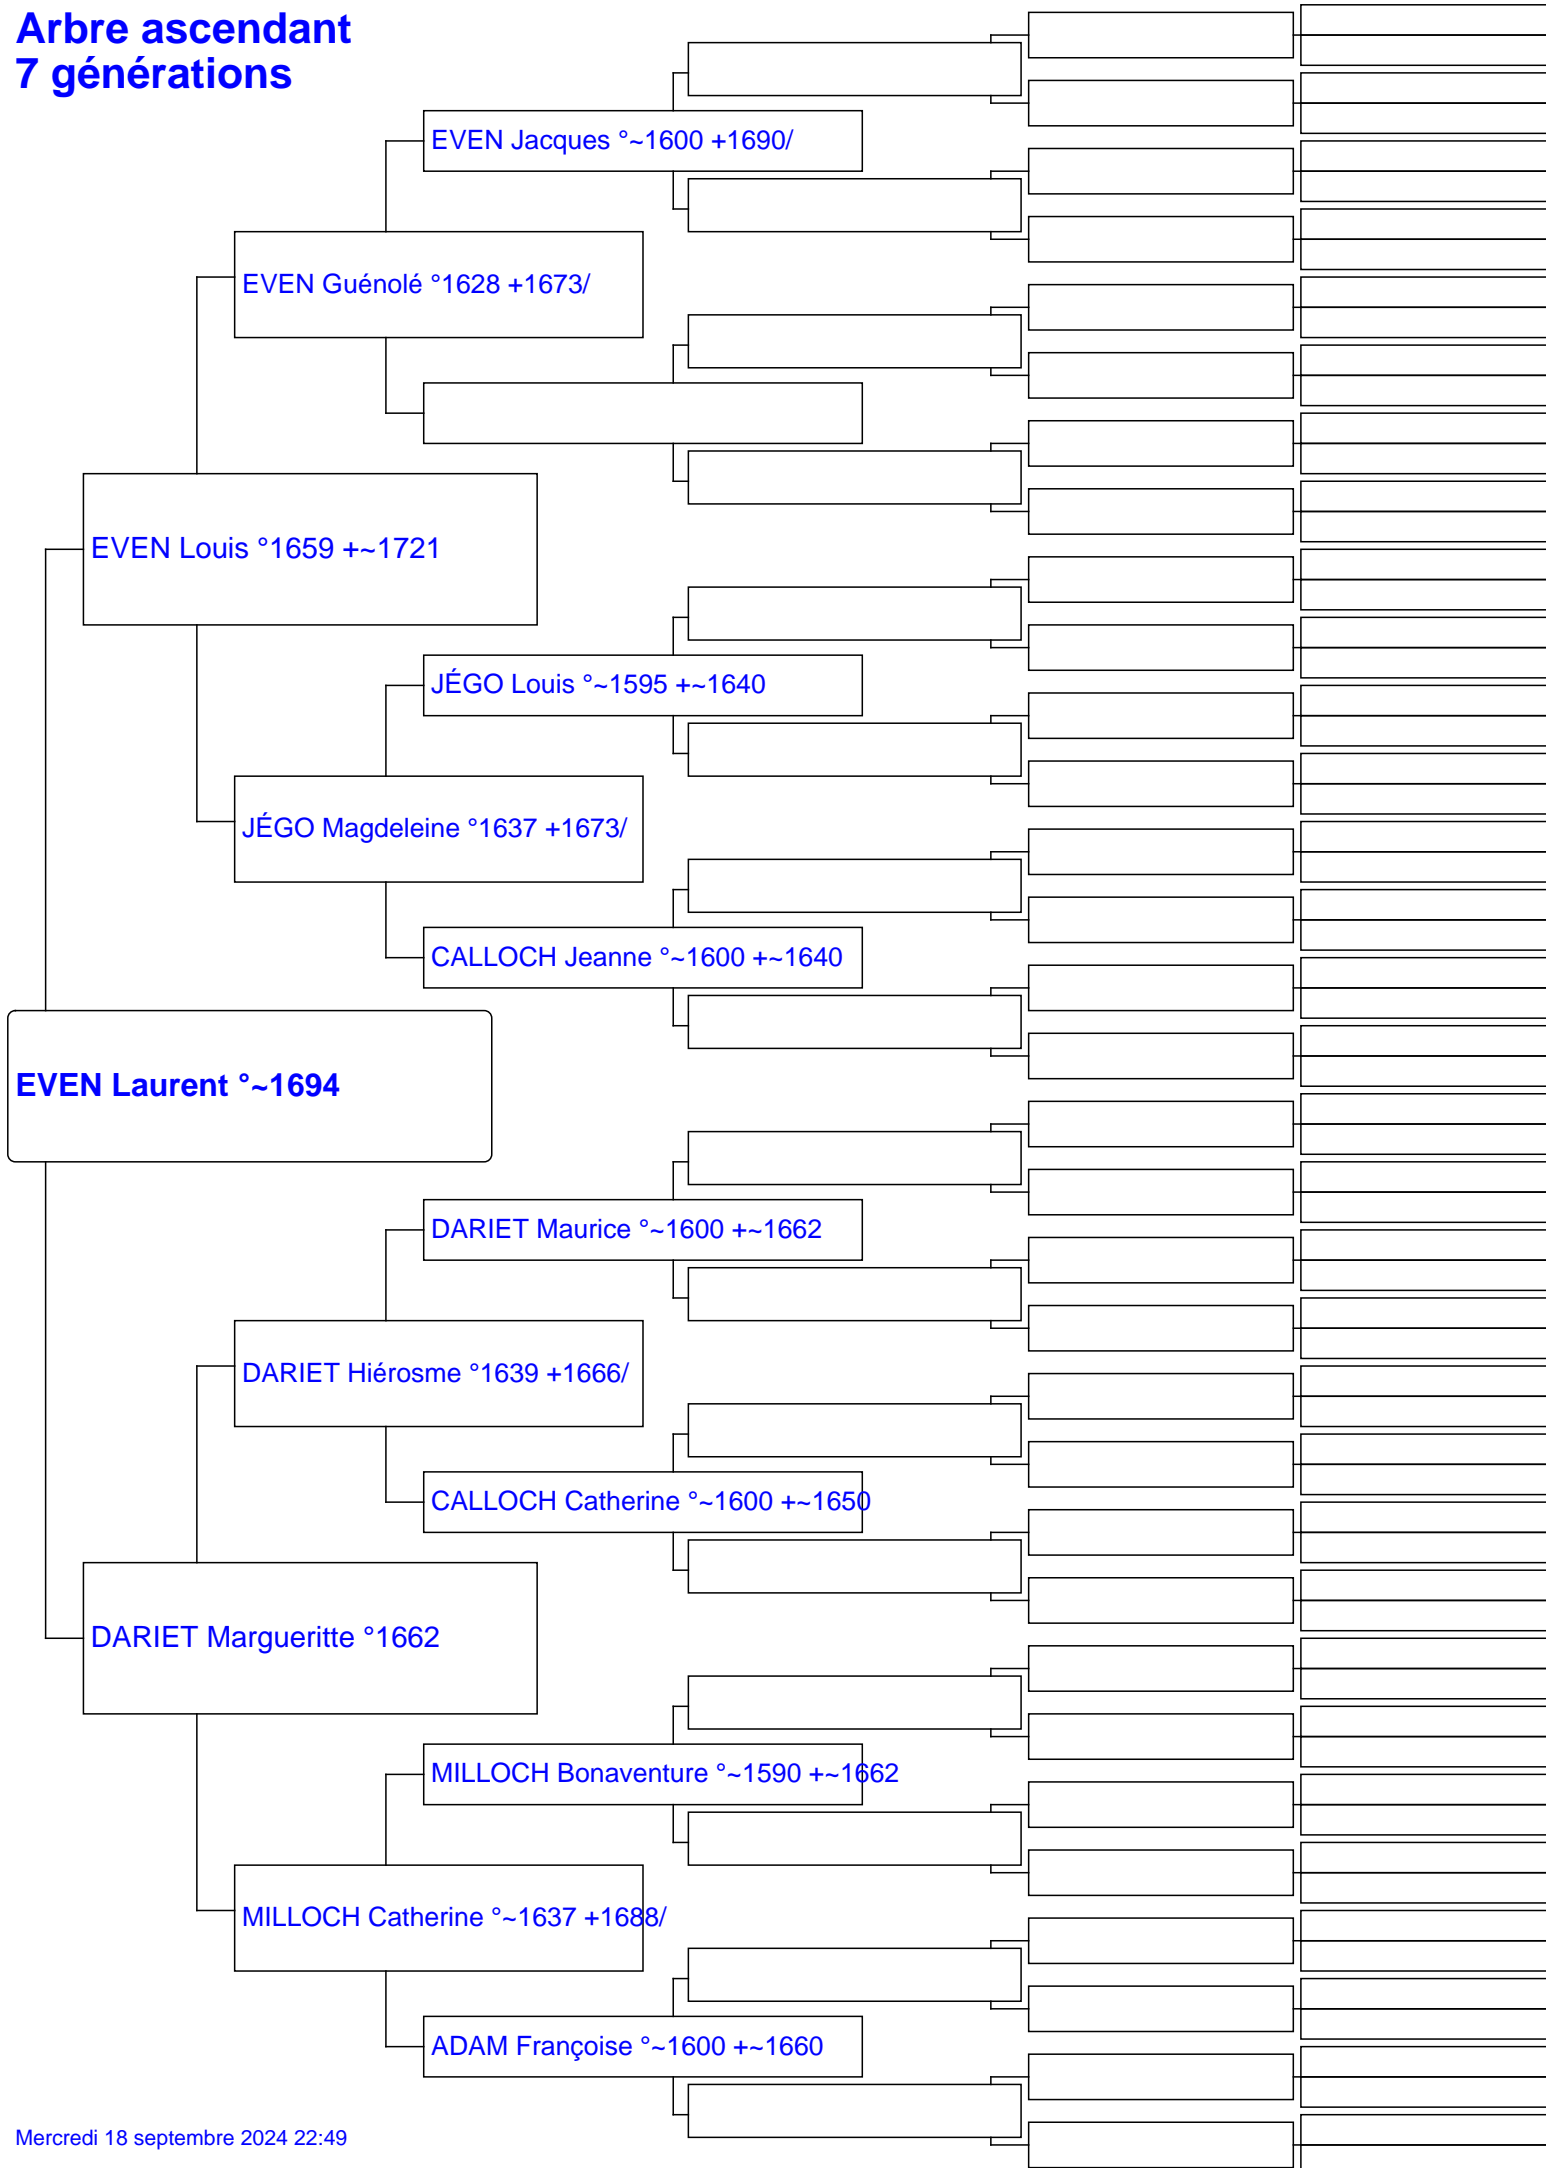 Arbre ascendant
7 générations
EVEN Jacques °~1600 +1690/
EVEN Guénolé °1628 +1673/
EVEN Louis °1659 +~1721
JÉGO Louis °~1595 +~1640
JÉGO Magdeleine °1637 +1673/
CALLOCH Jeanne °~1600 +~1640
EVEN Laurent °~1694
DARIET Maurice °~1600 +~1662
DARIET Hiérosme °1639 +1666/
CALLOCH Catherine °~1600 +~1650
DARIET Margueritte °1662
MILLOCH Bonaventure °~1590 +~1662
MILLOCH Catherine °~1637 +1688/
ADAM Françoise °~1600 +~1660
Mercredi 18 septembre 2024 22:49